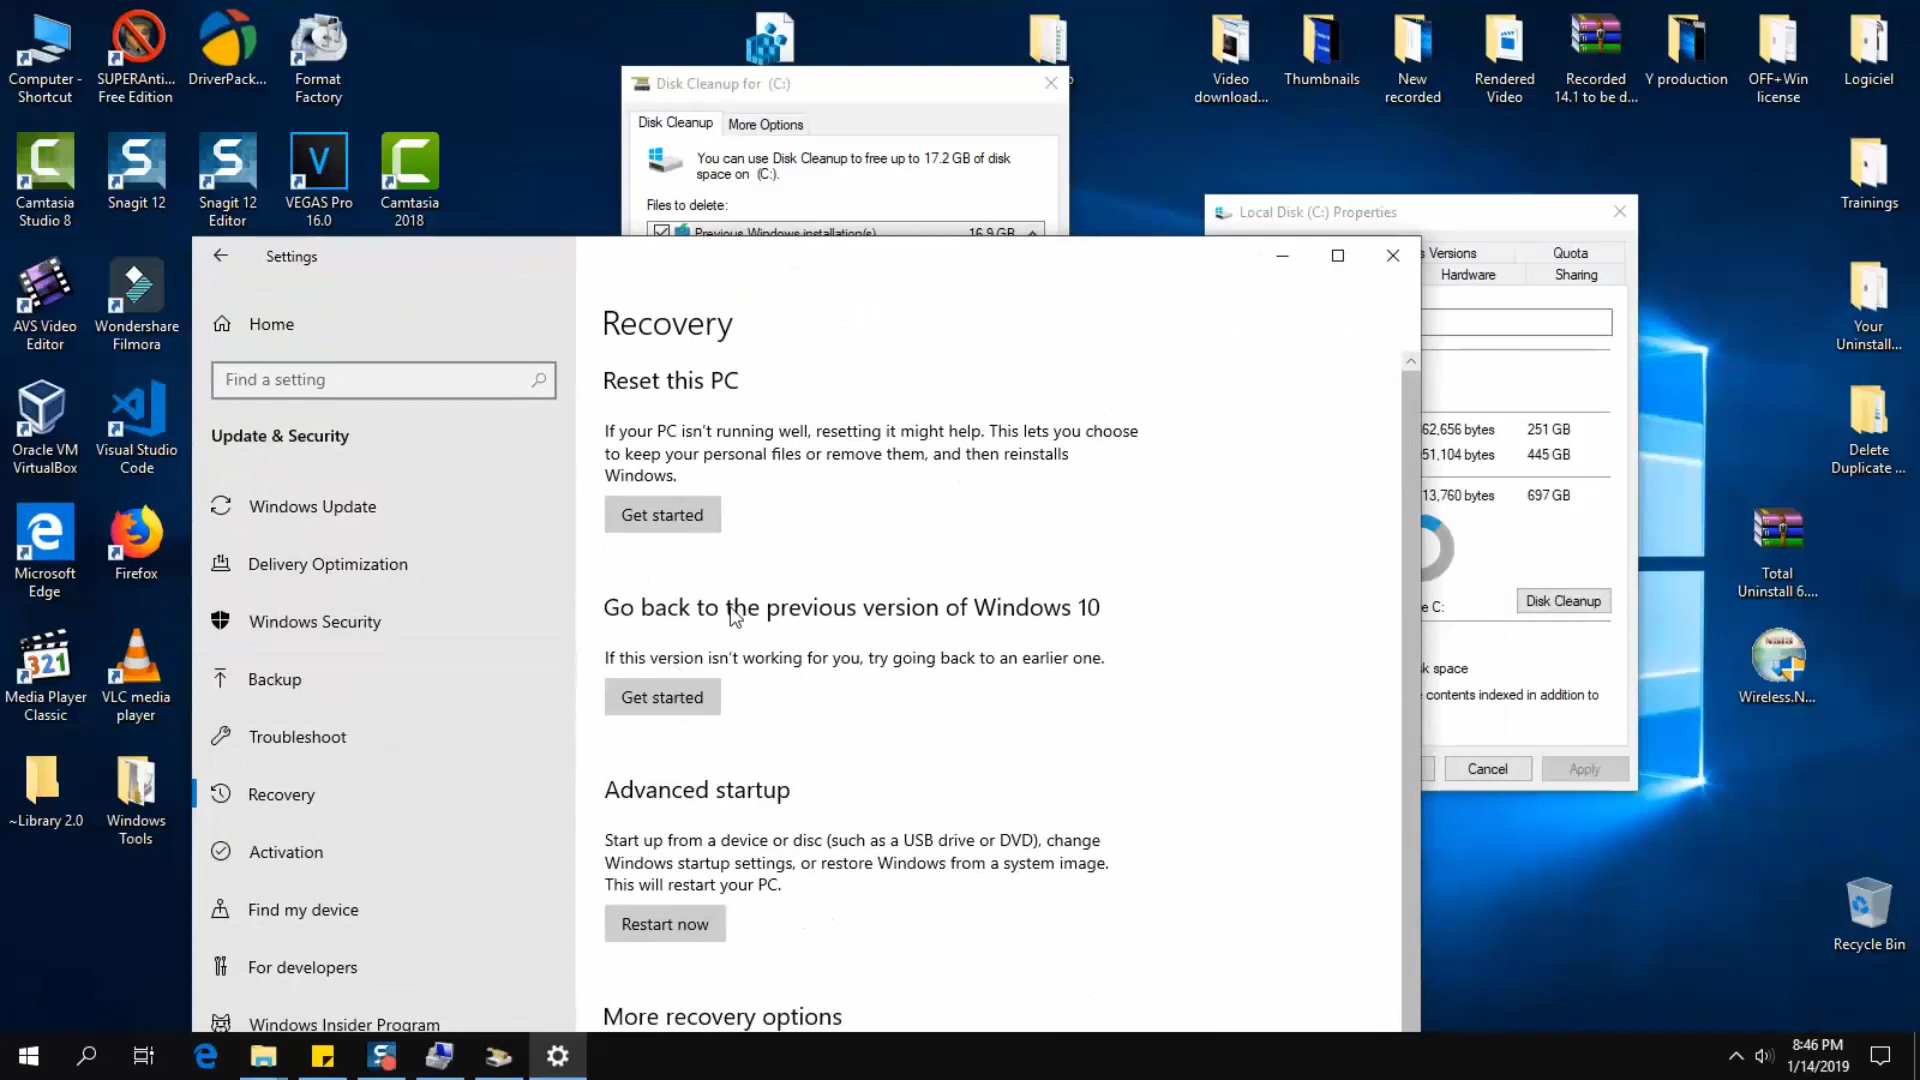 Computer -
Shortcut
SUPERAnti...
Free Edition
DriverPack...
Format
Factory
Video
download...
Thumbnails
New
recorded
Rendered
Video
Recorded
14.1 to be d...
Y production
OFF+Win
license
Logiciel
Camtasia
Studio 8
Snagit 12
Snagit 12
Editor
VEGAS Pro
16.0
Camtasia
2018
Trainings
AVS Video
Editor
Wondershare
Filmora
Your
Uninstall...
Oracle VM
VirtualBox
Visual Studio
Code
Delete
Duplicate ...
Microsoft
Edge
Firefox
Total
Uninstall 6....
Media Player
Classic
VLC media
player
Wireless.N...
~Library 2.0
Windows
Tools
Recycle Bin
Disk Cleanup for (C:)
Disk Cleanup
More Options
You can use Disk Cleanup to free up to 17.2 GB of disk
space on (C:).
Files to delete:
Previous Windows installation(s) 16.9 GB
Local Disk (C:) Properties
s Versions
Quota
Hardware
Sharing
62,656 bytes 251 GB
51,104 bytes 445 GB
13,760 bytes 697 GB
e C:
Disk Cleanup
k space
contents indexed in addition to
Cancel
Apply
Settings
Home
Find a setting
Update & Security
Windows Update
Delivery Optimization
Windows Security
Backup
Troubleshoot
Recovery
Activation
Find my device
For developers
Windows Insider Program
Recovery
Reset this PC
If your PC isn't running well, resetting it might help. This lets you choose
to keep your personal files or remove them, and then reinstalls
Windows.
Get started
Go back to the previous version of Windows 10
If this version isn't working for you, try going back to an earlier one.
Get started
Advanced startup
Start up from a device or disc (such as a USB drive or DVD), change
Windows startup settings, or restore Windows from a system image.
This will restart your PC.
Restart now
More recovery options
8:46 PM
1/14/2019